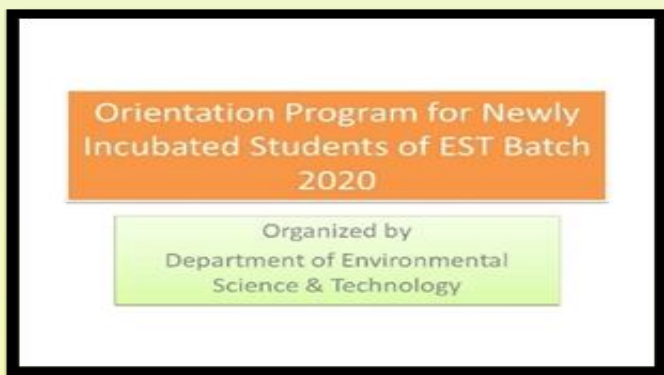 Orientation Program for Newly
Incubated Students of EST Batch
2020
Organized by
Department of Environmental
Science & Technology